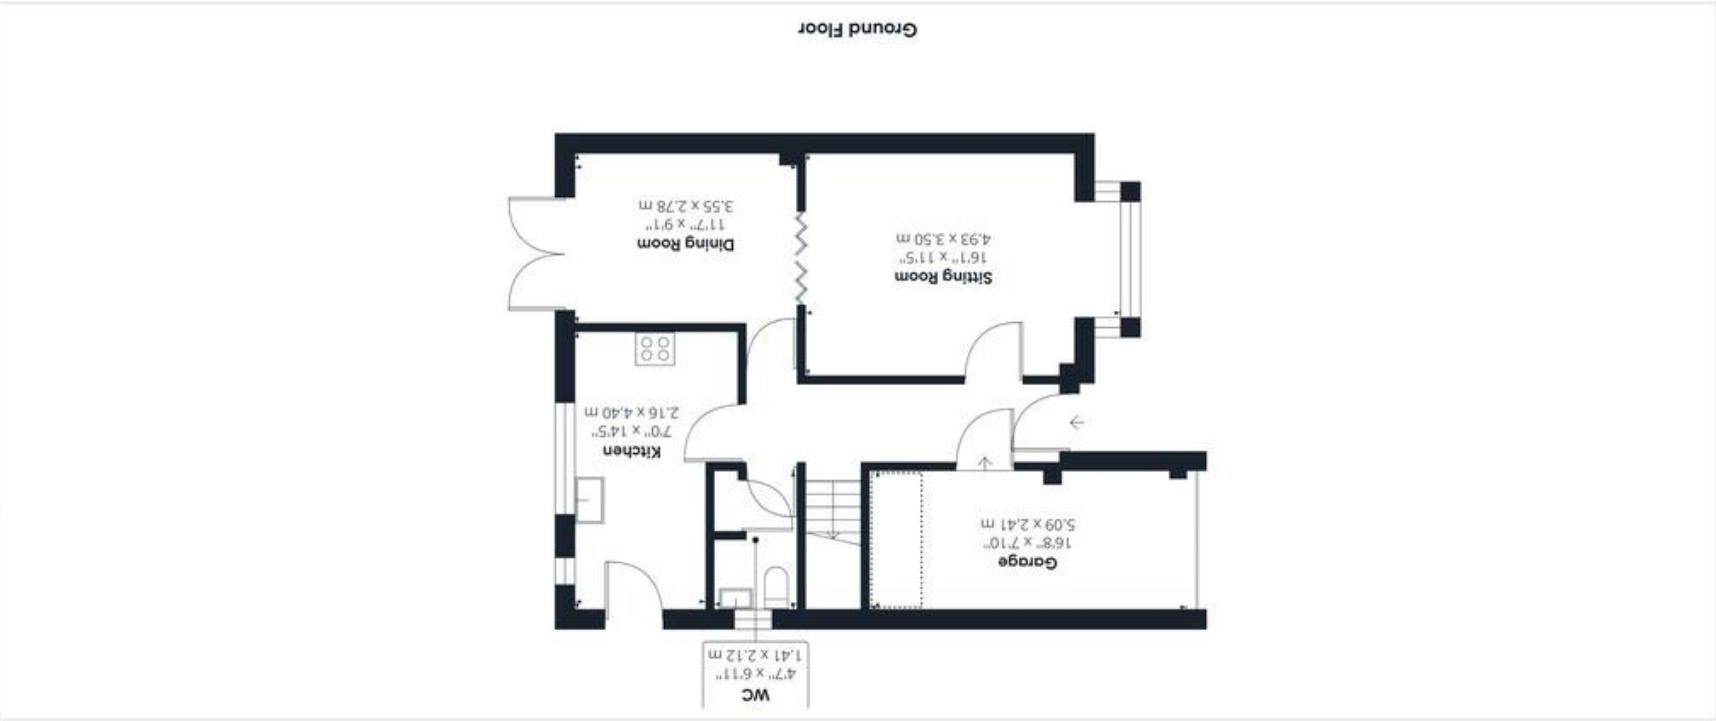 WC
4'7" x 6'11"
1.41 x 2.12 m
Garage
16'8" x 7'10"
5.09 x 2.41 m
Kitchen
7'0" x 14'5"
2.16 x 4.40 m
Sitting Room
16'1" x 11'5"
4.93 x 3.50 m
Dining Room
11'7" x 9'1"
3.55 x 2.78 m
Ground Floor